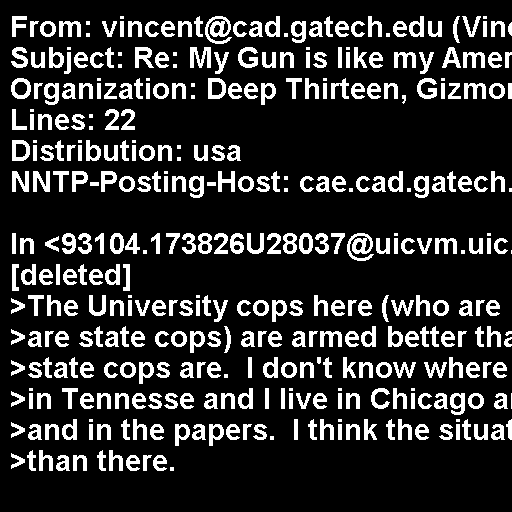 From: vincent@cad.gatech.edu (Vinc
Subject: Re: My Gun is like my Amer
Organization: Deep Thirteen, Gizmon
Lines: 22
Distribution: usa
NNTP-Posting-Host: cae.cad.gatech.

In <93104.173826U28037@uicvm.uic.
[deleted]
>The University cops here (who are
>are state cops) are armed better tha
>state cops are.  I don't know where
>in Tennesse and I live in Chicago a
>and in the papers.  I think the situat
>than there.